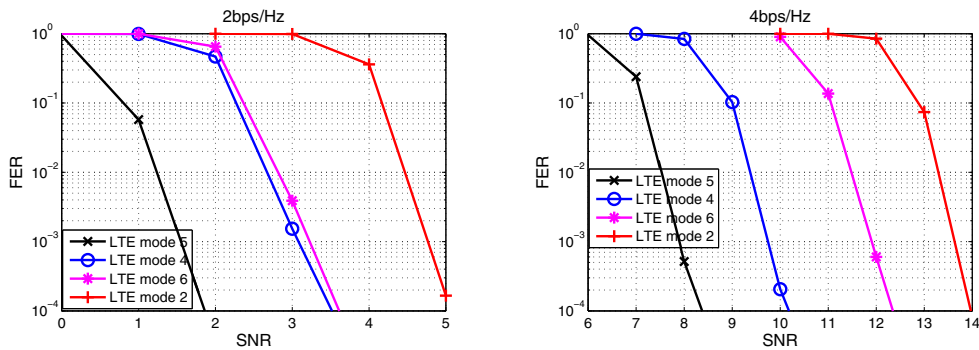 2bps/Hz
10^0
10^-1
10^-2
10^-3
10^-4
FER
LTE mode 5
LTE mode 4
LTE mode 6
LTE mode 2
0 1 2 3 4 5
SNR
4bps/Hz
10^0
10^-1
10^-2
10^-3
10^-4
FER
LTE mode 5
LTE mode 4
LTE mode 6
LTE mode 2
6 7 8 9 10 11 12 13 14
SNR